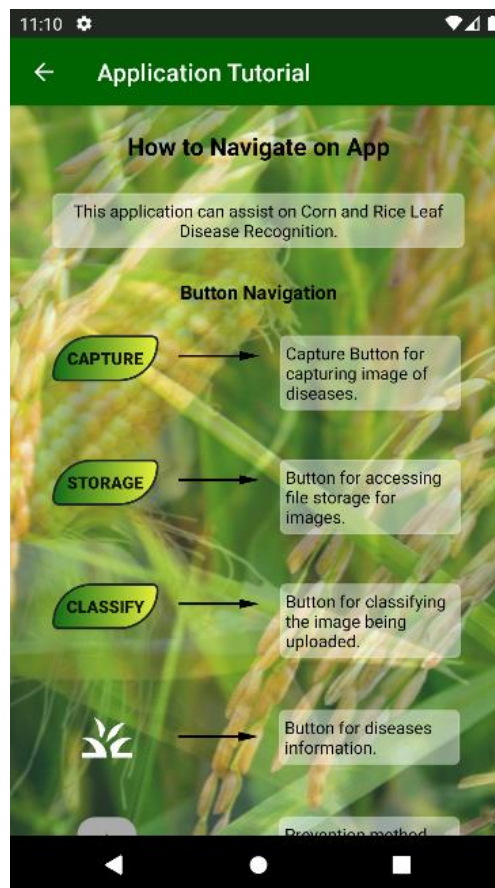 11:10
Application Tutorial
How to Navigate on App
This application can assist on Corn and Rice Leaf
Disease Recognition.
Button Navigation
CAPTURE
Capture Button for
capturing image of
diseases.
STORAGE
Button for accessing
file storage for
images.
CLASSIFY
Button for classifying
the image being
uploaded.
Button for diseases
information.
Prevention method